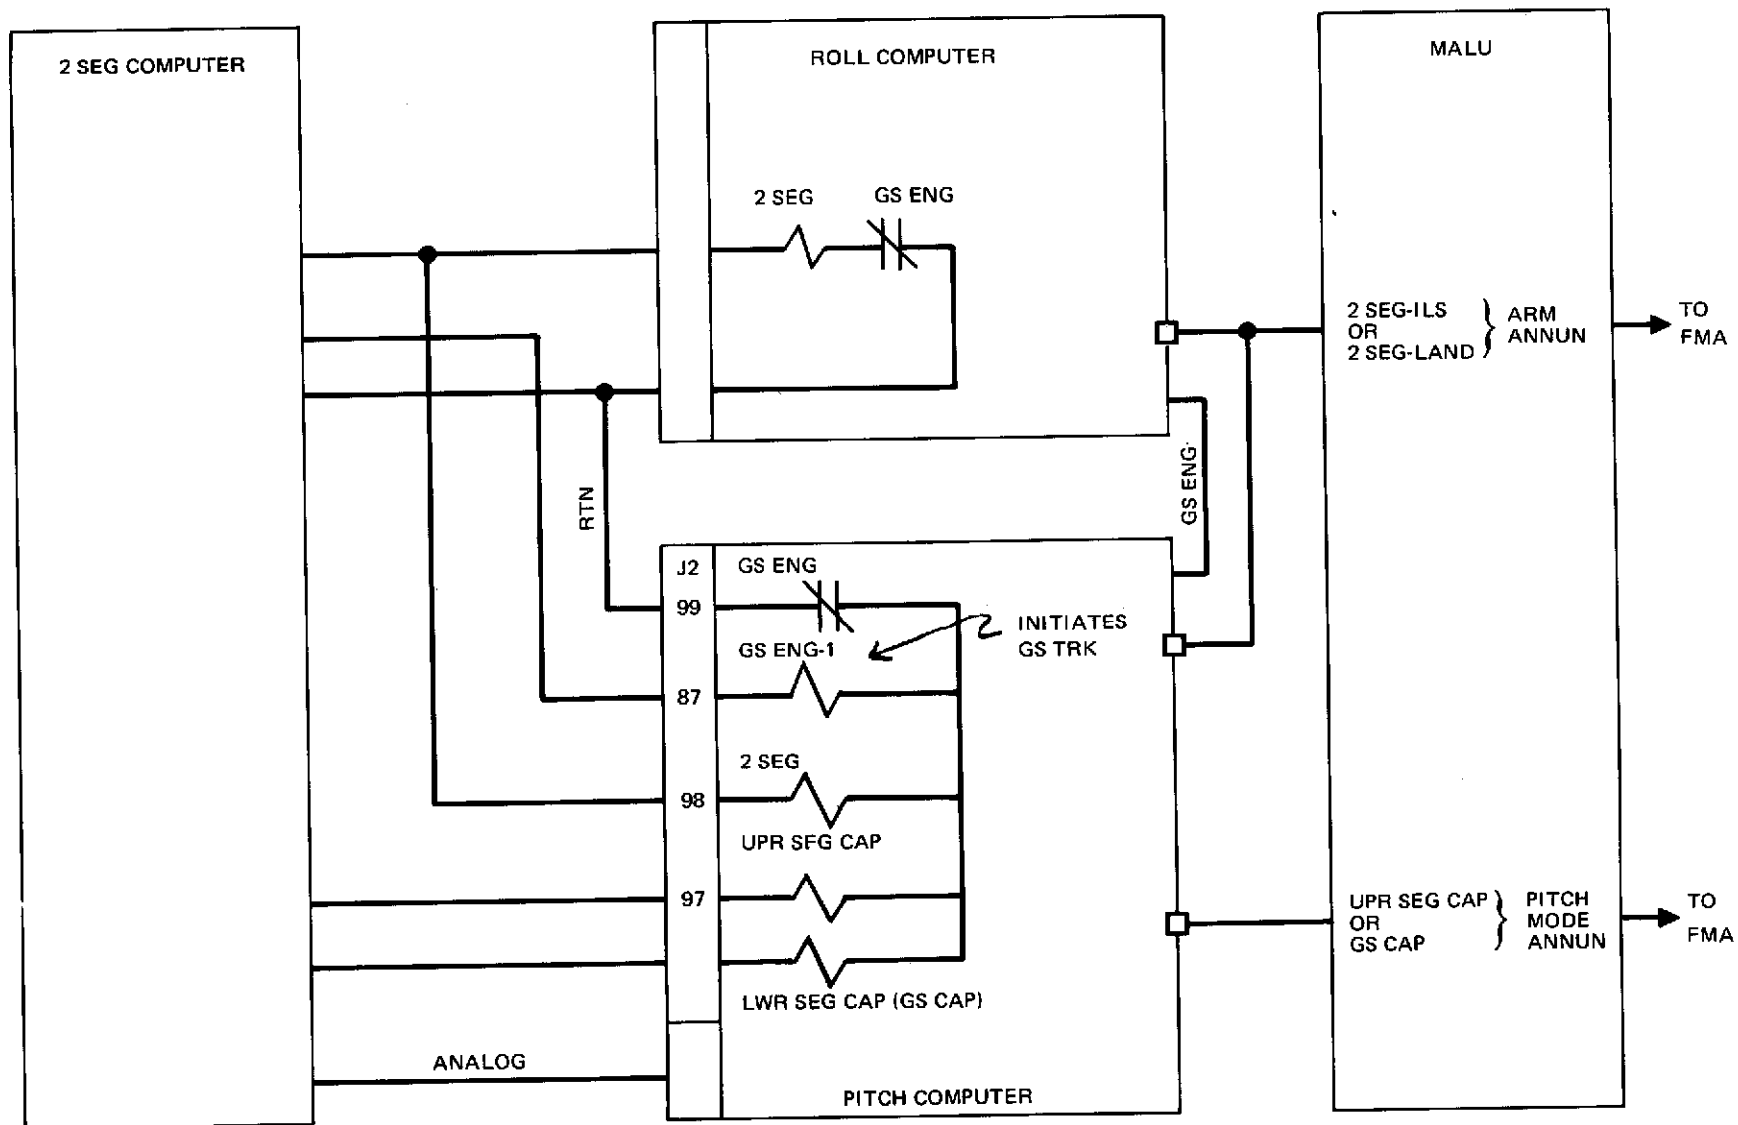 2 SEG COMPUTER
ROLL COMPUTER
MALU
2 SEG
GS ENG
2 SEG-ILS
OR
2 SEG-LAND
ARM
ANNUN
TO
FMA
RTN
GS ENG
J2
99
87
98
97
GS ENG
GS ENG-1
INITIATES
GS TRK
2 SEG
UPR SFG CAP
LWR SEG CAP (GS CAP)
UPR SEG CAP
OR
GS CAP
PITCH
MODE
ANNUN
TO
FMA
ANALOG
PITCH COMPUTER